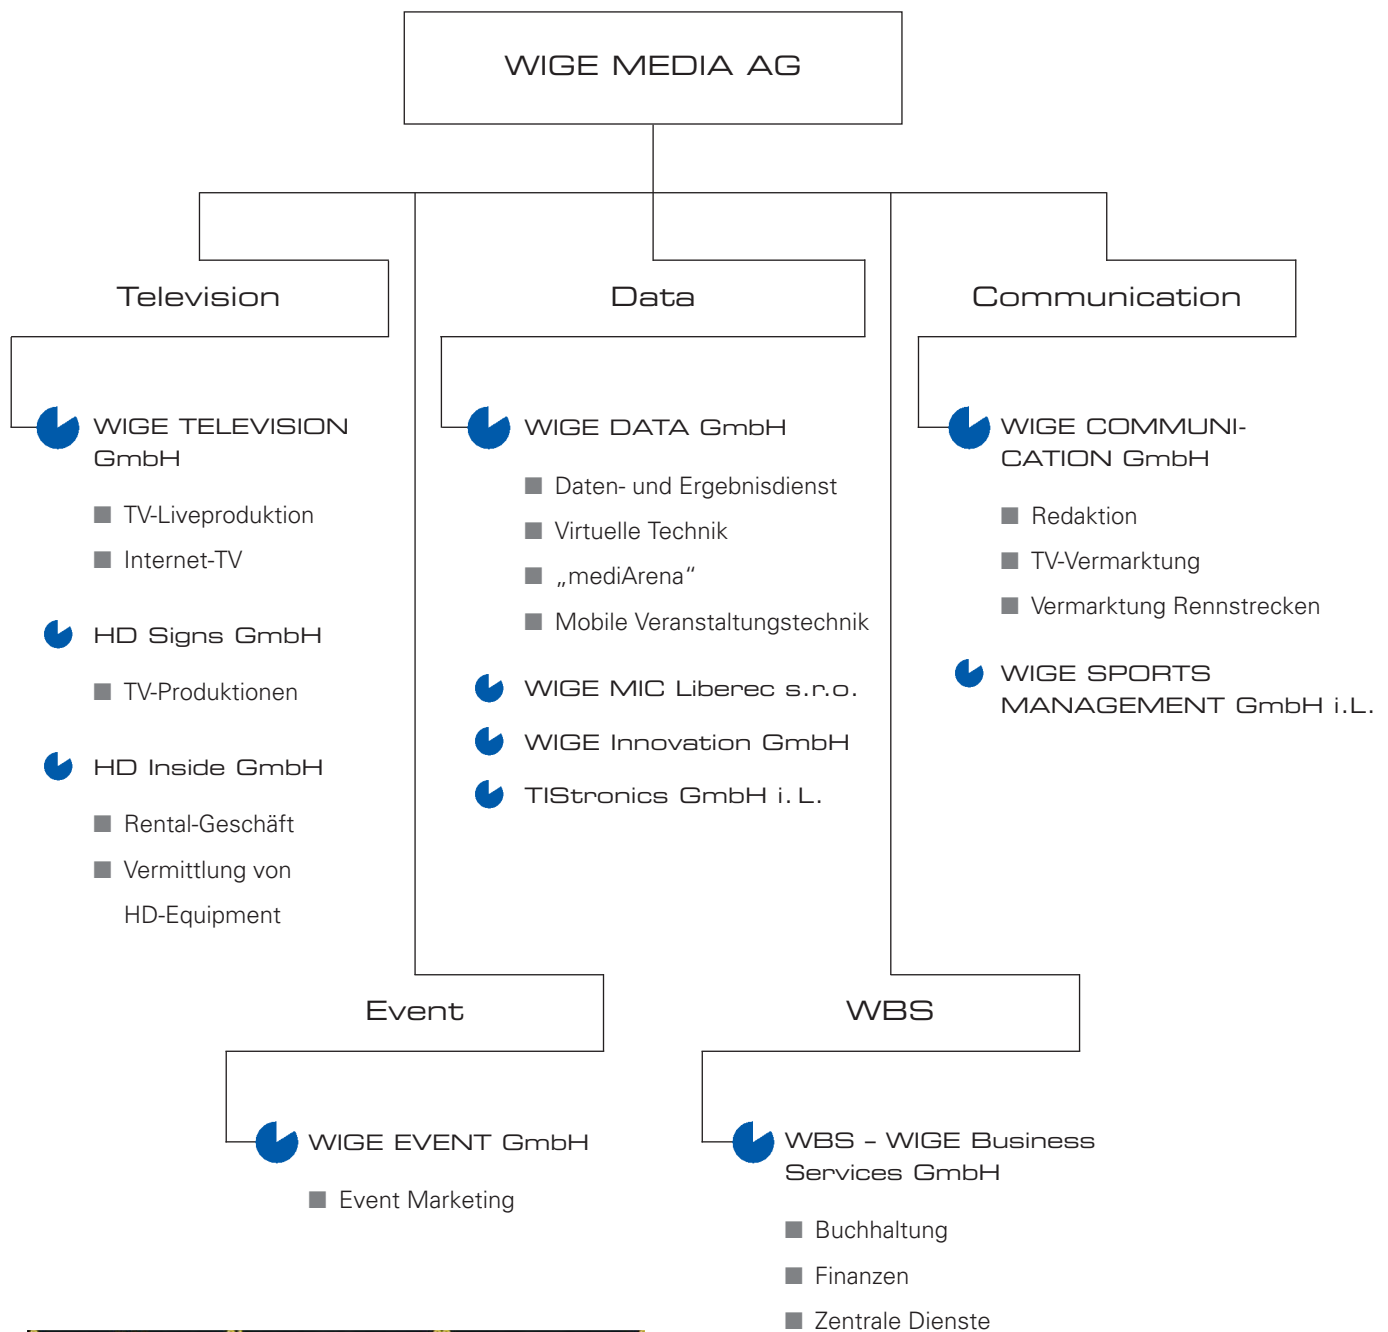 WIGE MEDIA AG
Television
WIGE TELEVISION
GmbH
■ TV-Liveproduktion
■ Internet-TV
HD Signs GmbH
■ TV-Produktionen
HD Inside GmbH
■ Rental-Geschäft
■ Vermittlung von
HD-Equipment
Data
WIGE DATA GmbH
■ Daten- und Ergebnisdienst
■ Virtuelle Technik
■ „mediArena“
■ Mobile Veranstaltungstechnik
WIGE MIC Liberec s.r.o.
WIGE Innovation GmbH
TIStronics GmbH i. L.
Communication
WIGE COMMUNI-
CATION GmbH
■ Redaktion
■ TV-Vermarktung
■ Vermarktung Rennstrecken
WIGE SPORTS
MANAGEMENT GmbH i.L.
Event
WIGE EVENT GmbH
■ Event Marketing
WBS
WBS – WIGE Business
Services GmbH
■ Buchhaltung
■ Finanzen
■ Zentrale Dienste